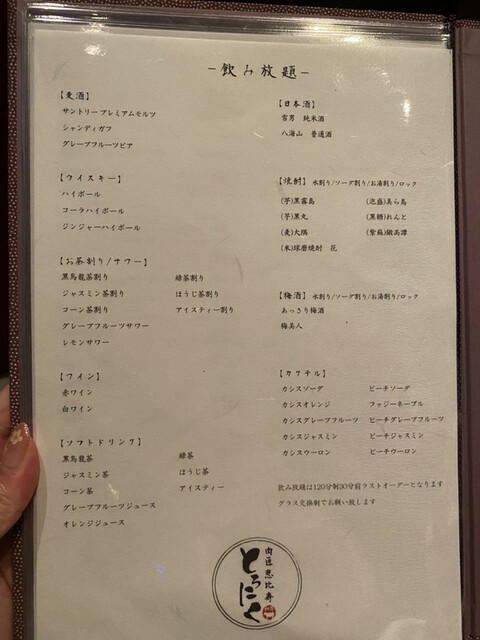 －飲み放題－
【麦酒】
サントリープレミアムモルツ
シャンディガフ
グレープフルーツビア
【ウイスキー】
ハイボール
コーラハイボール
ジンジャーハイボール
【お茶割り/サワー】
黒烏龍茶割り 緑茶割り
ジャスミン茶割り ほうじ茶割り
コーン茶割り アイスティー割り
グレープフルーツサワー
レモンサワー
【ワイン】
赤ワイン
白ワイン
【ソフトドリンク】
黒烏龍茶 緑茶
ジャスミン茶 ほうじ茶
コーン茶 アイスティー
グレープフルーツジュース
オレンジジュース
【日本酒】
雪男 純米酒
八海山 普通酒
【焼酎】 水割り/ソーダ割り/お湯割り/ロック
(芋)黒霧島 (泡盛)美ら島
(芋)黒丸 (黒糖)れんと
(麦)大隅 (紫蘇)鍛高譚
(米)球磨焼酎 花
【梅酒】 水割り/ソーダ割り/お湯割り/ロック
あっさり梅酒
梅美人
【カクテル】
カシスソーダ ピーチソーダ
カシスオレンジ ファジーネーブル
カシスグレープフルーツ ピーチグレープフルーツ
カシスジャスミン ピーチジャスミン
カシスウーロン ピーチウーロン
飲み放題は120分制30分前ラストオーダーとなります
グラス交換制でお願い致します
肉匠恵比寿
とろにく